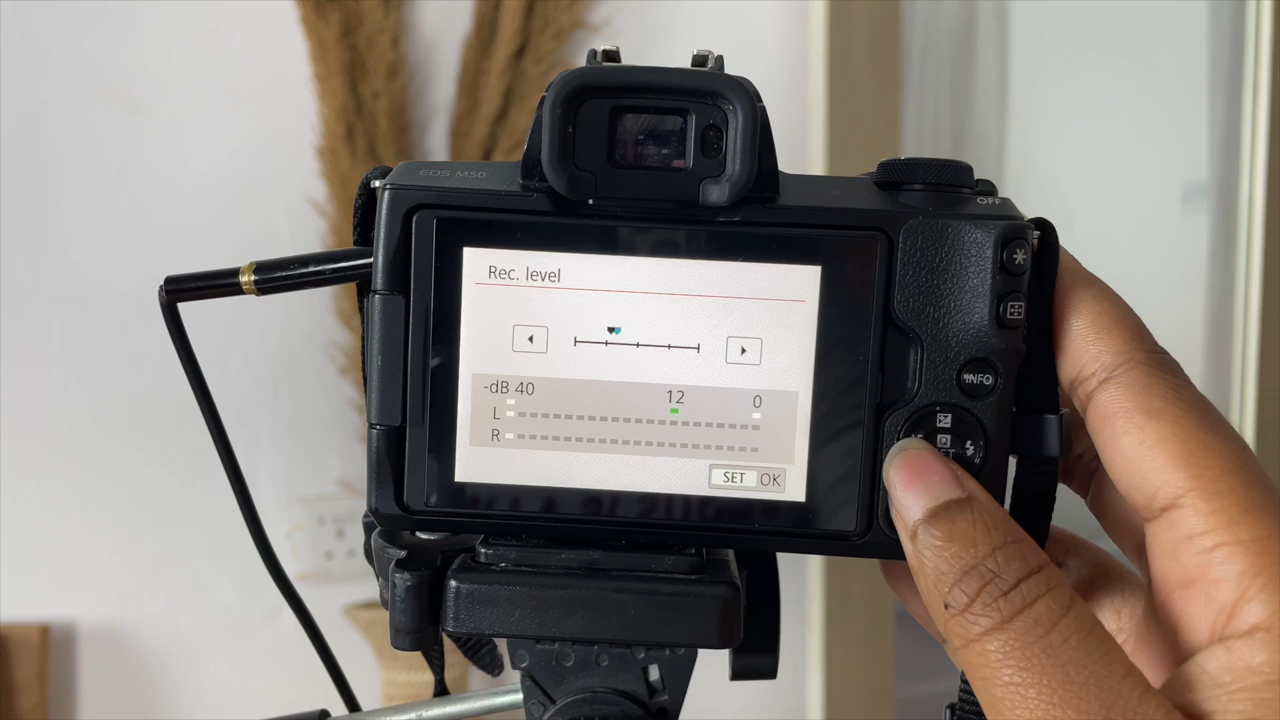 EOS M50
OFF
Rec. level
-dB 40 12 0
L
R
SET OK
INFO
Q